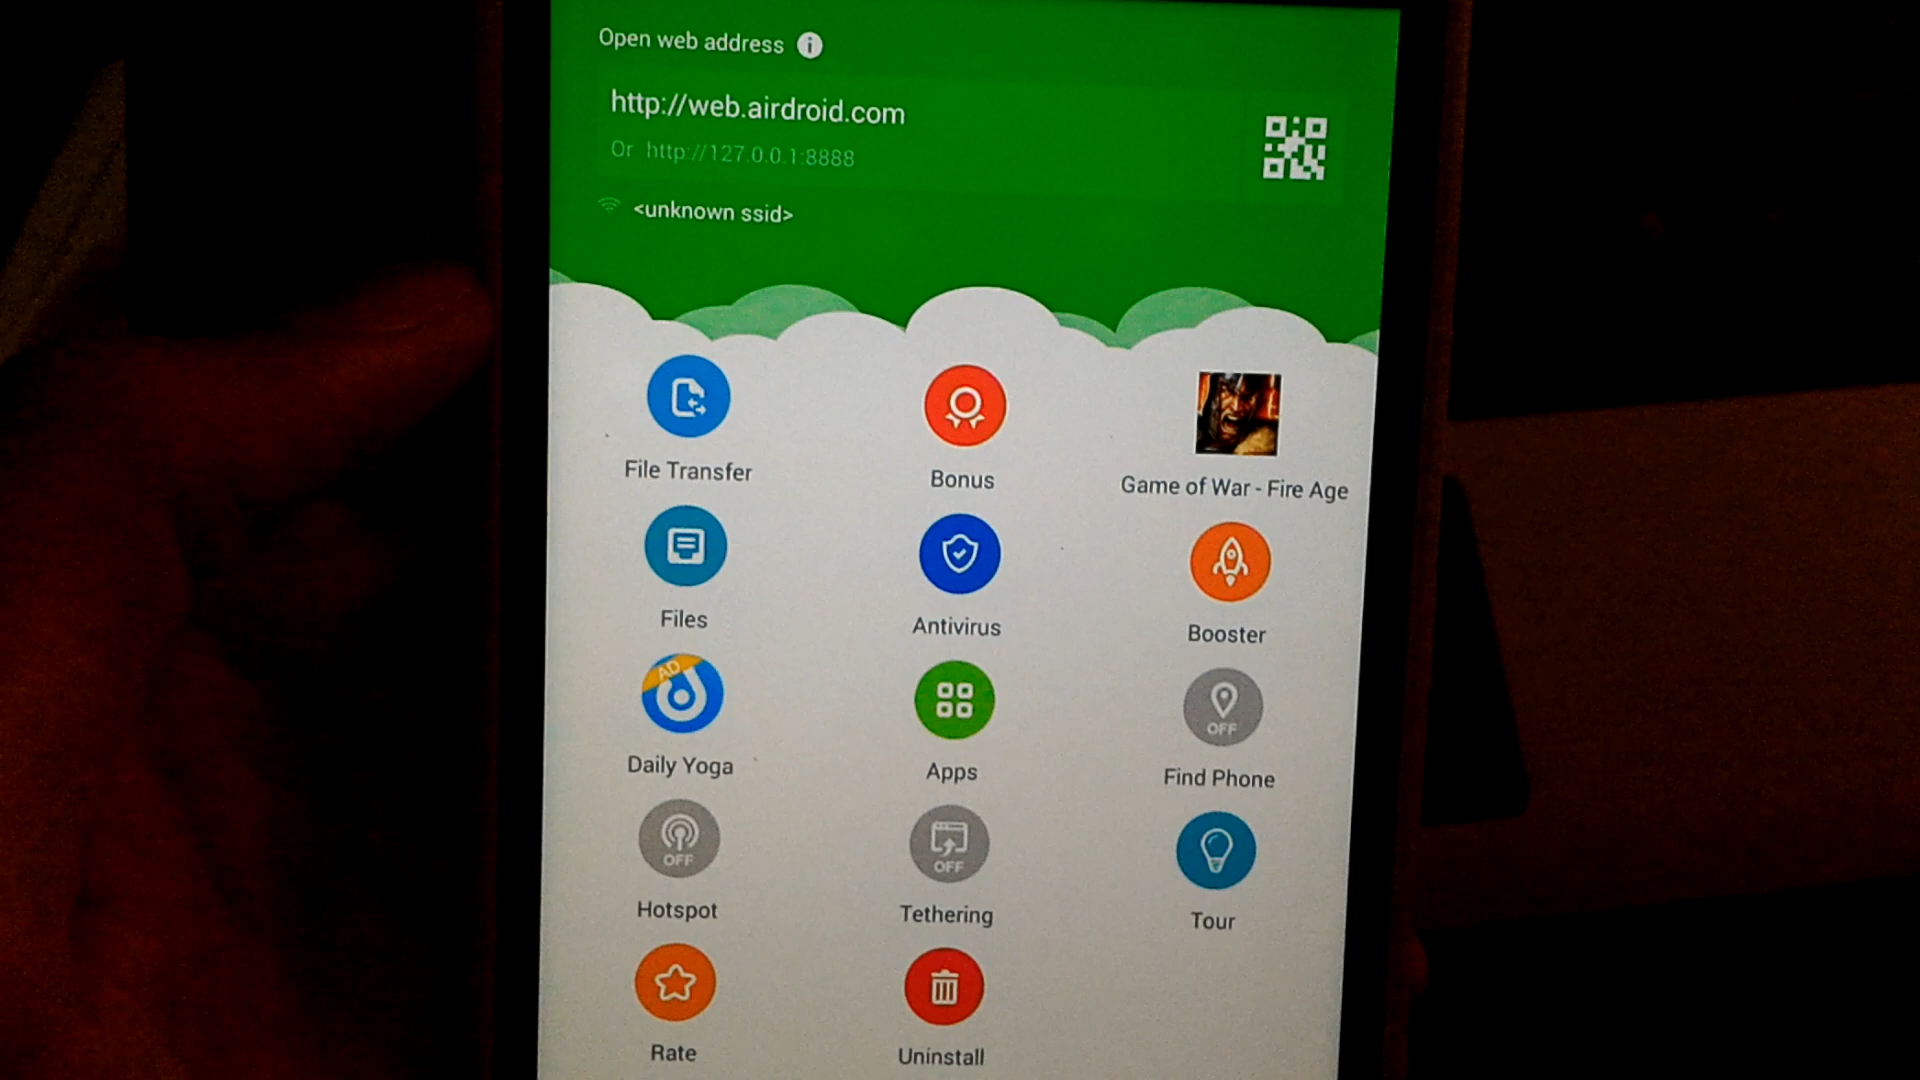 Open web address
http://web.airdroid.com
Or http://127.0.0.1:8888
<unknown ssid>
File Transfer
Bonus
Game of War - Fire Age
Files
Antivirus
Booster
AD
Daily Yoga
Apps
OFF
Find Phone
OFF
Hotspot
OFF
Tethering
Tour
Rate
Uninstall